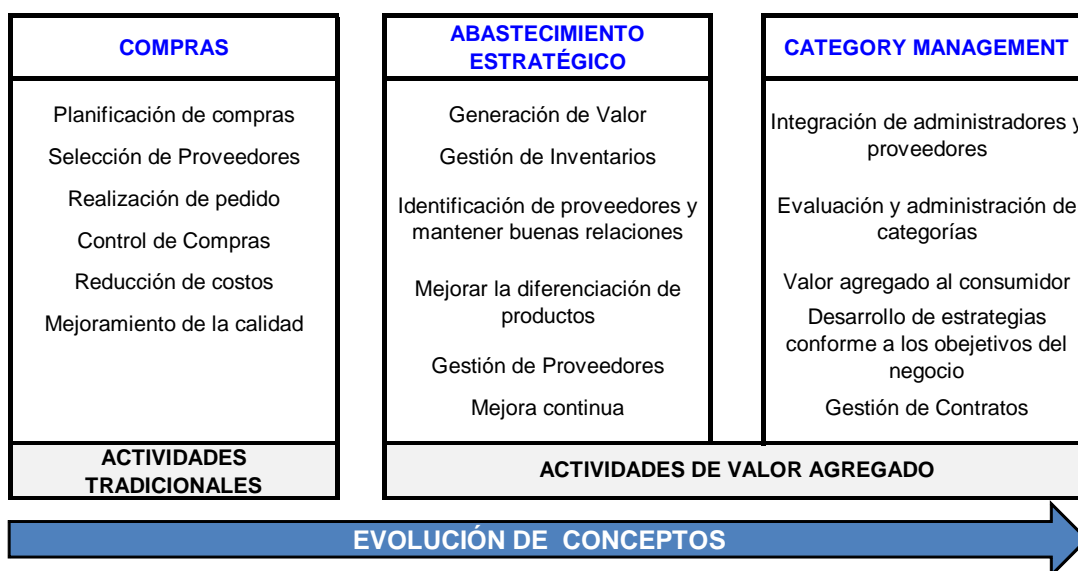 COMPRAS
Planificación de compras
Selección de Proveedores
Realización de pedido
Control de Compras
Reducción de costos
Mejoramiento de la calidad
ACTIVIDADES
TRADICIONALES
ABASTECIMIENTO
ESTRATÉGICO
Generación de Valor
Gestión de Inventarios
Identificación de proveedores y
mantener buenas relaciones
Mejorar la diferenciación de
productos
Gestión de Proveedores
Mejora continua
CATEGORY MANAGEMENT
Integración de administradores y
proveedores
Evaluación y administración de
categorías
Valor agregado al consumidor
Desarrollo de estrategias
conforme a los obejetivos del
negocio
Gestión de Contratos
ACTIVIDADES DE VALOR AGREGADO
EVOLUCIÓN DE CONCEPTOS